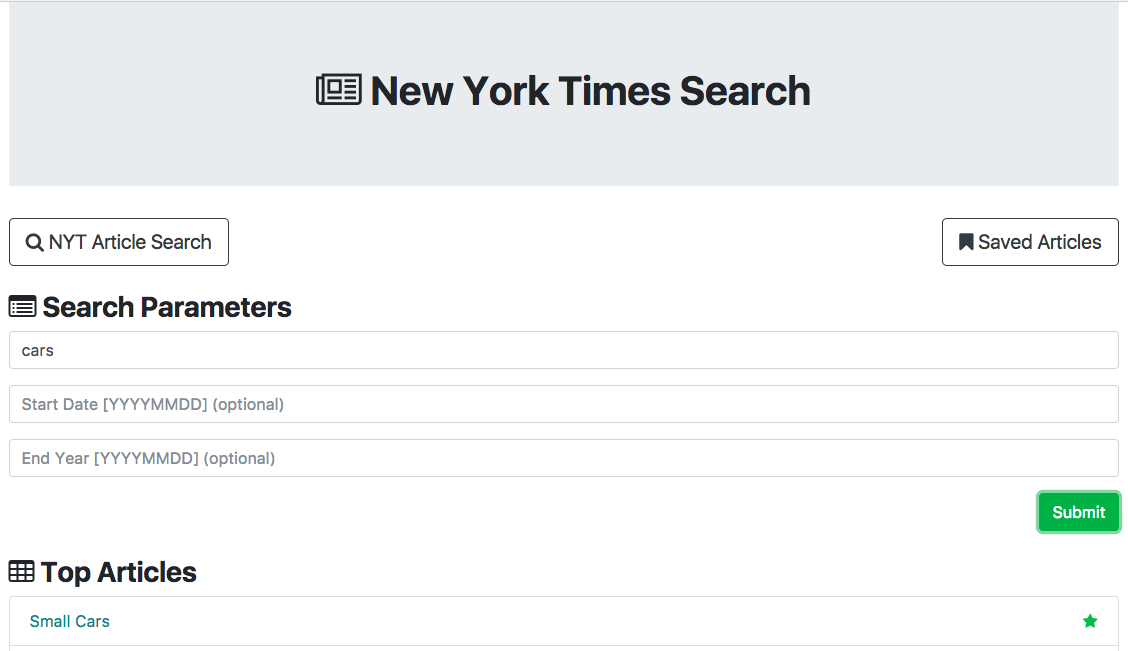 New York Times Search
NYT Article Search
Saved Articles
Search Parameters
cars
Start Date [YYYYMMDD] (optional)
End Year [YYYYMMDD] (optional)
Submit
Top Articles
Small Cars